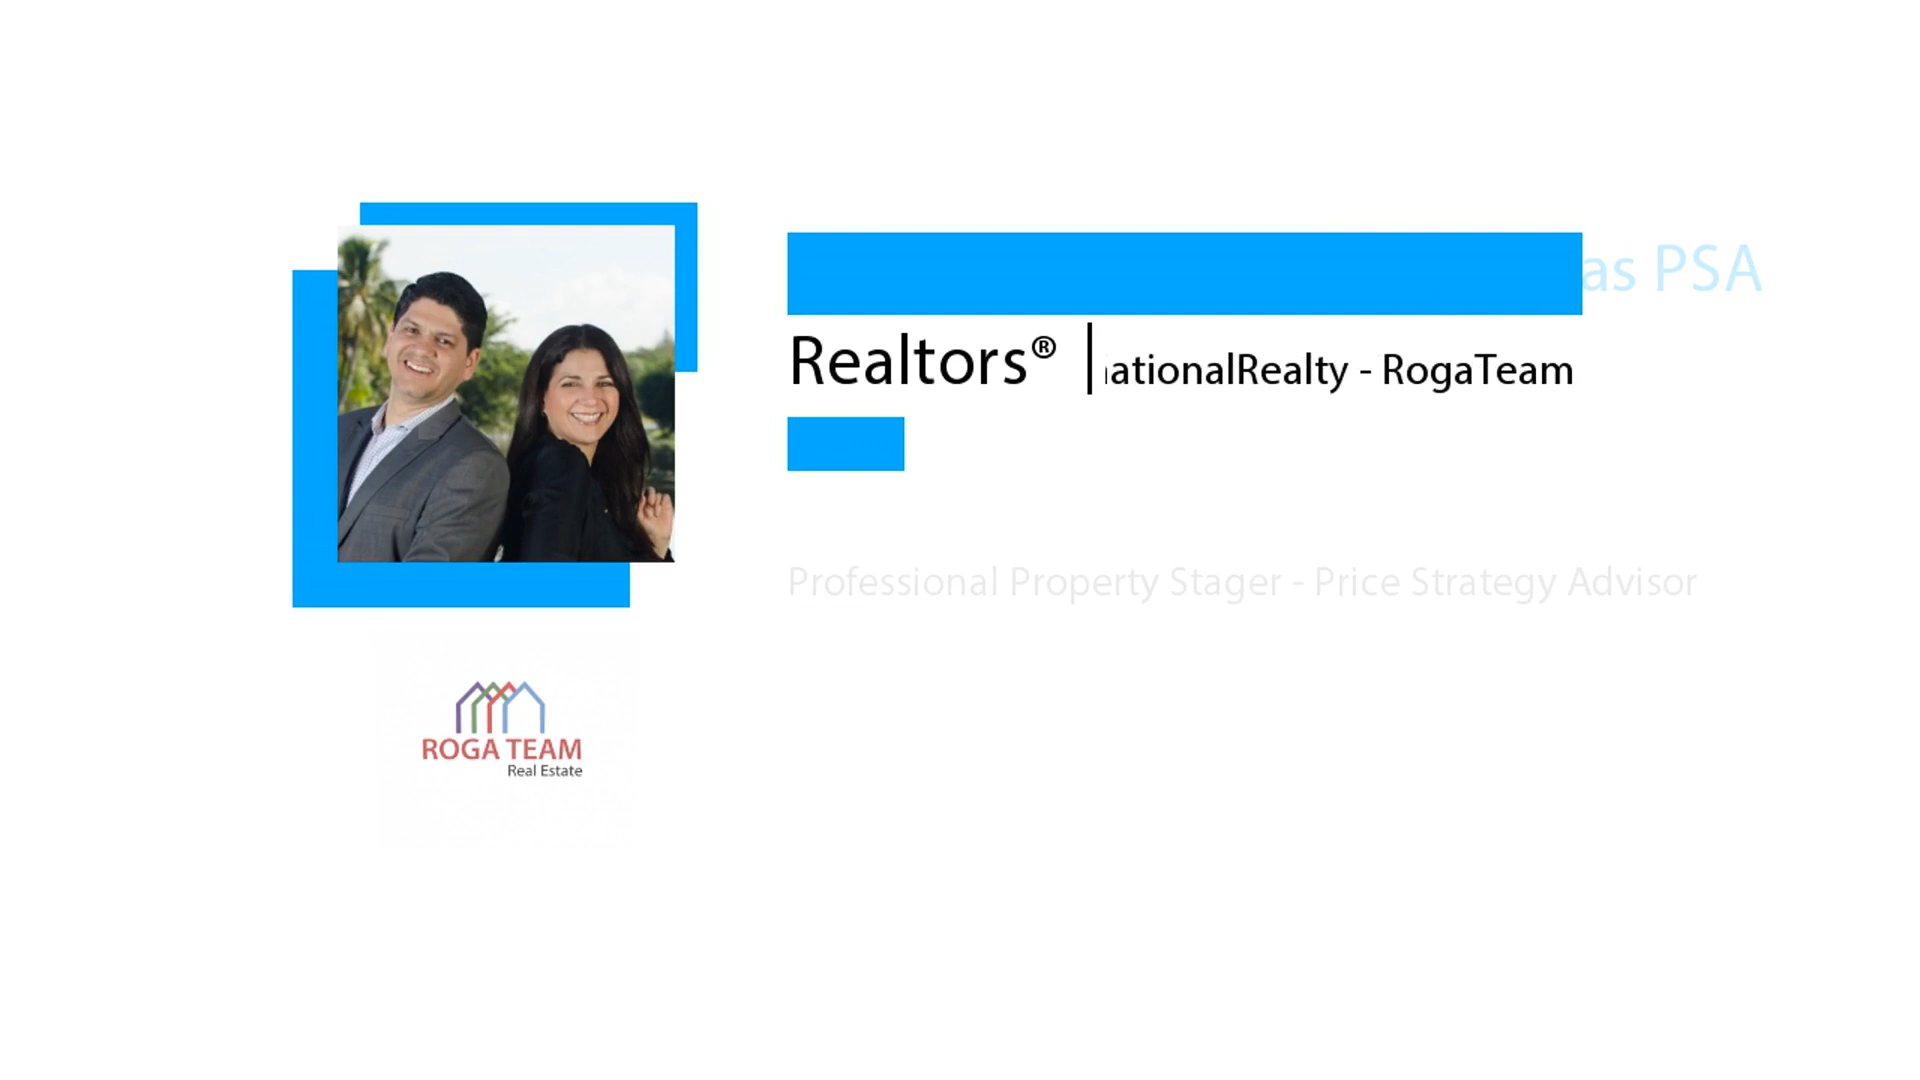 as PSA
Realtors® | ationalRealty - RogaTeam
Professional Property Stager - Price Strategy Advisor
ROGA TEAM
Real Estate